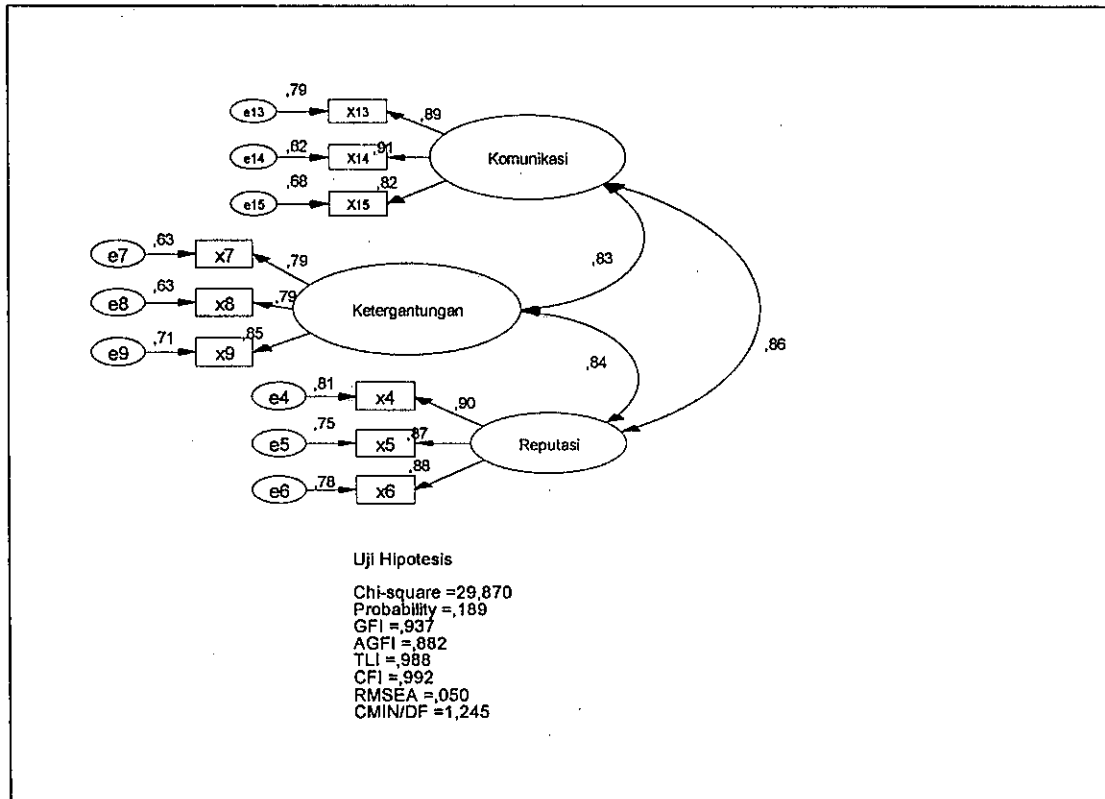 ,79
e13
X13
,89
,82
e14
X14
,91
Komunikasi
,68
e15
X15
,82
,63
e7
x7
,79
,83
,63
e8
x8
,79
Ketergantungan
,71
e9
x9
,85
,86
,84
,81
e4
x4
,90
,75
e5
x5
,87
Reputasi
,88
,78
e6
x6
Uji Hipotesis
Chi-square =29,870
Probability =,189
GFI =,937
AGFI =,882
TLI =,988
CFI =,992
RMSEA =,050
CMIN/DF =1,245